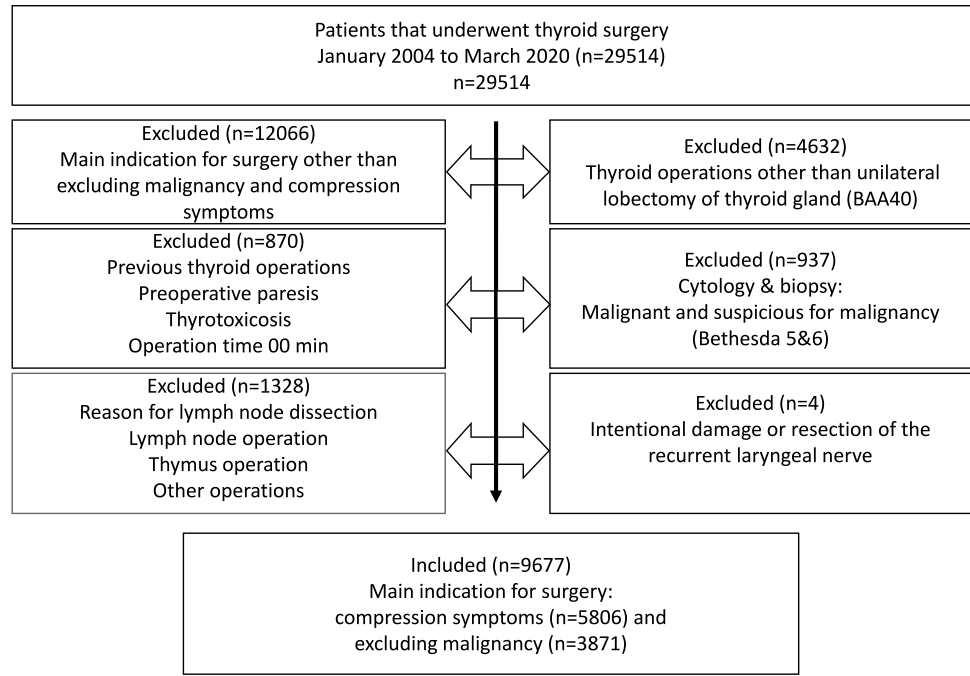 Patients that underwent thyroid surgery
January 2004 to March 2020 (n=29514)
n=29514
Excluded (n=12066)
Main indication for surgery other than
excluding malignancy and compression
symptoms
Excluded (n=4632)
Thyroid operations other than unilateral
lobectomy of thyroid gland (BAA40)
Excluded (n=870)
Previous thyroid operations
Preoperative paresis
Thyrotoxicosis
Operation time 00 min
Excluded (n=937)
Cytology & biopsy:
Malignant and suspicious for malignancy
(Bethesda 5&6)
Excluded (n=1328)
Reason for lymph node dissection
Lymph node operation
Thymus operation
Other operations
Excluded (n=4)
Intentional damage or resection of the
recurrent laryngeal nerve
Included (n=9677)
Main indication for surgery:
compression symptoms (n=5806) and
excluding malignancy (n=3871)